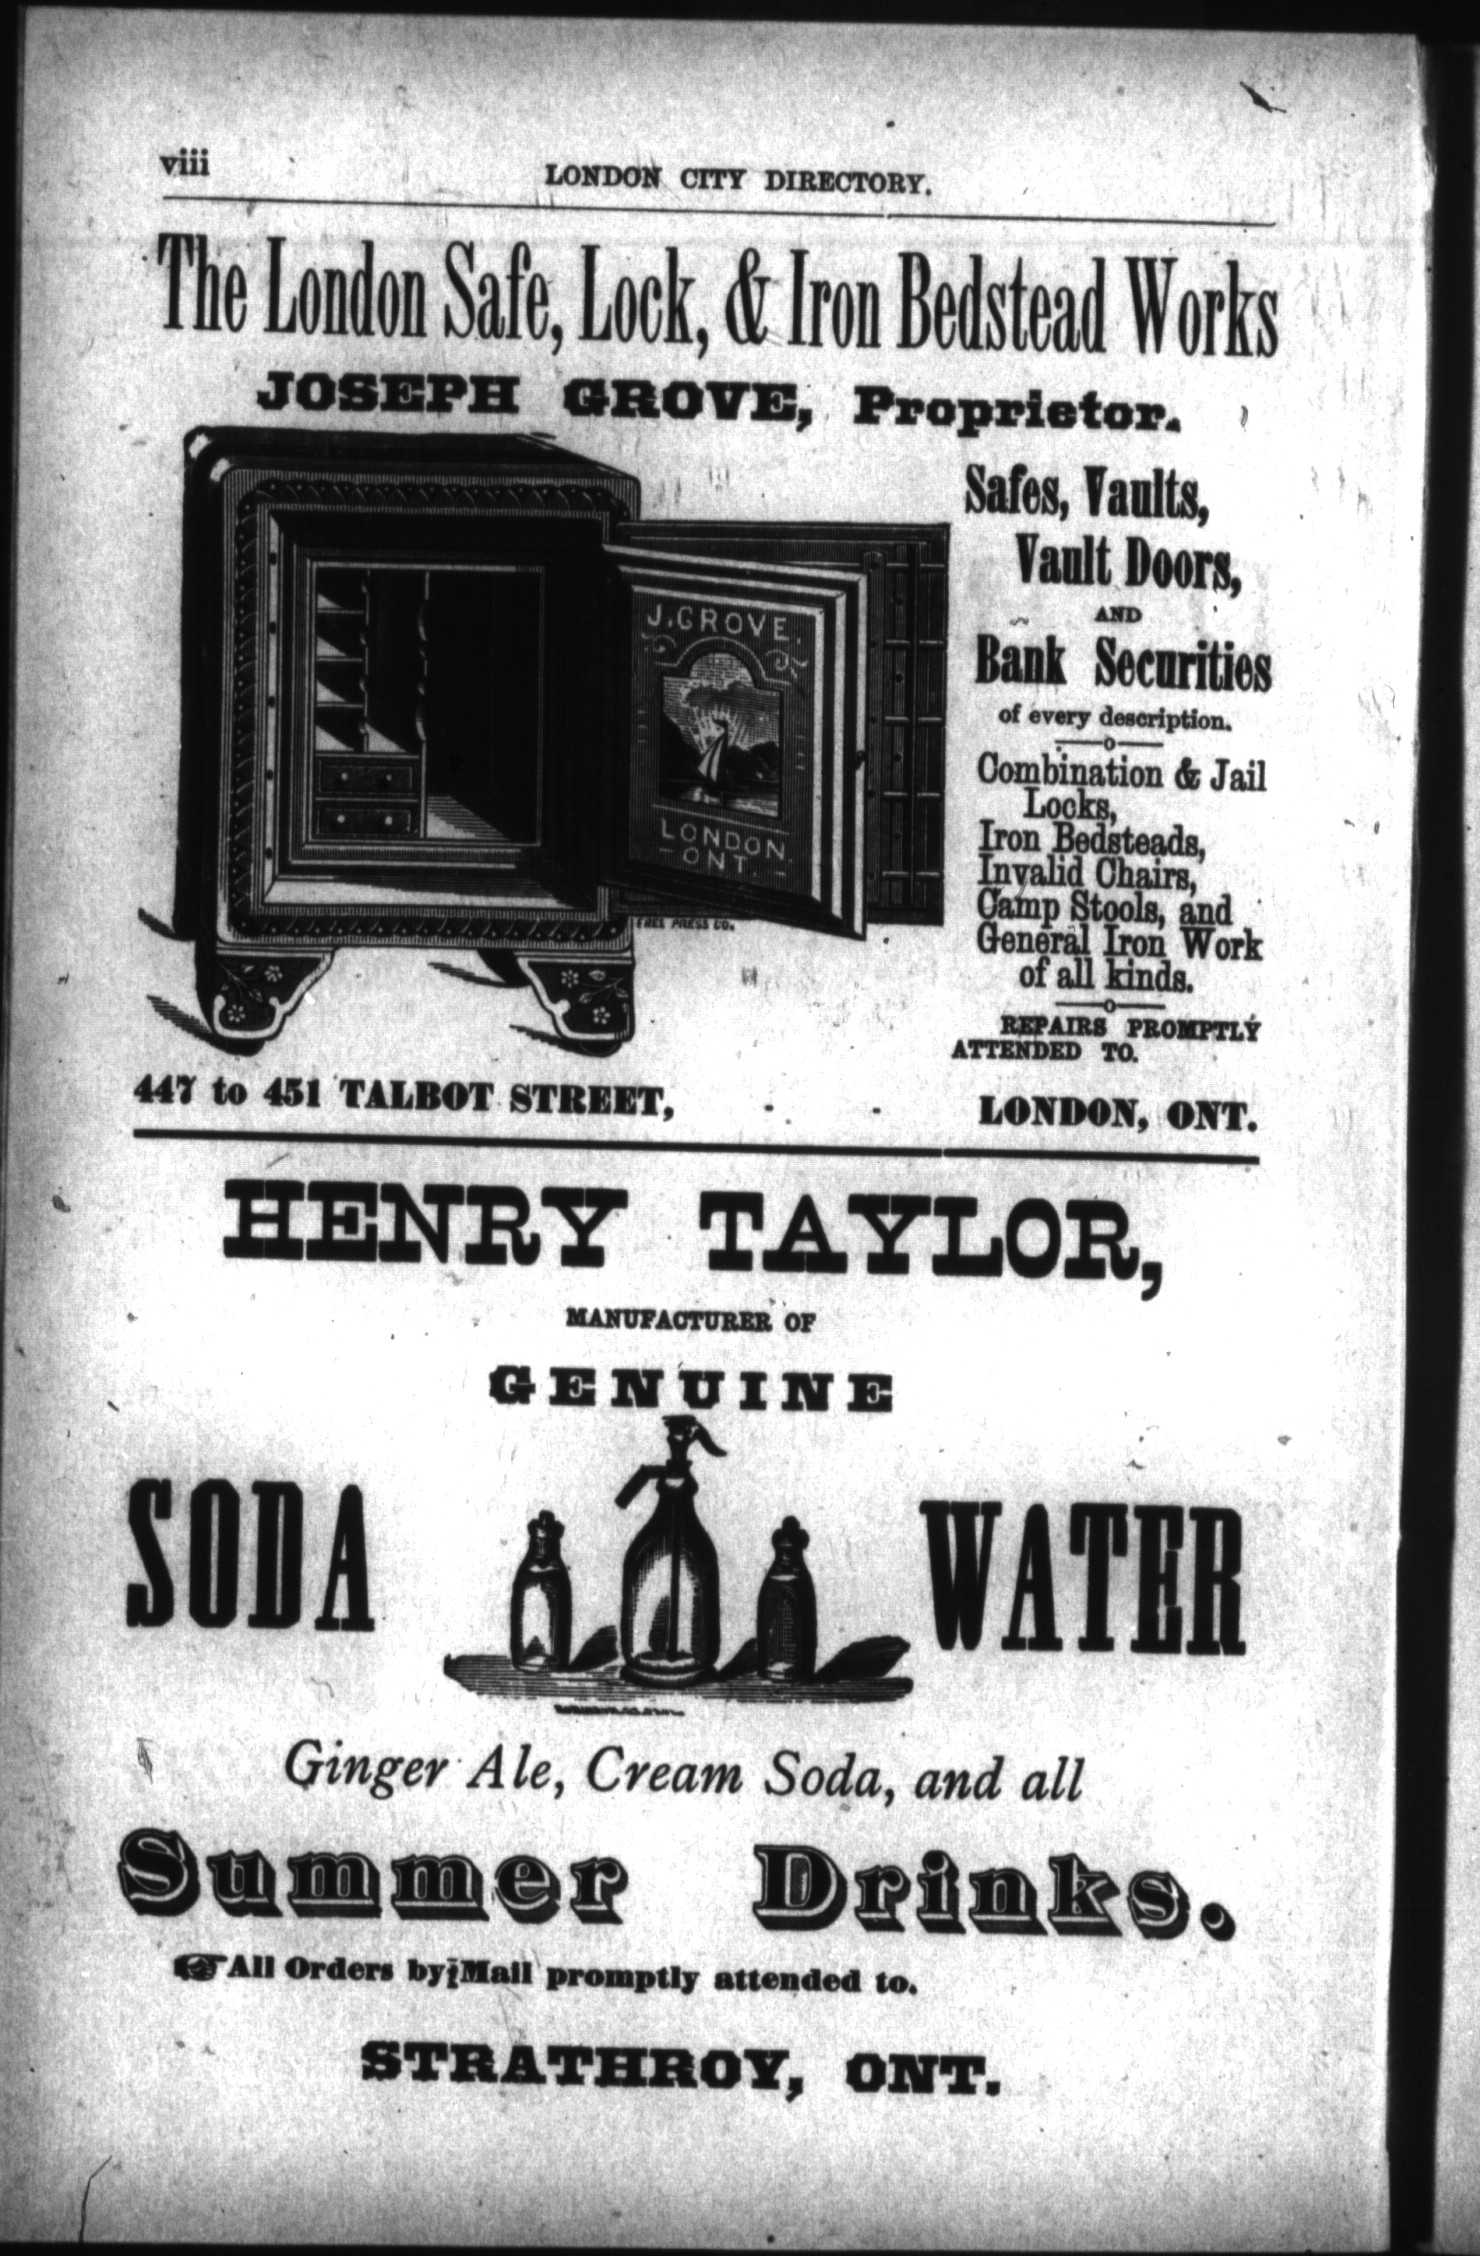 viii
LONDON CITY DIRECTORY.
The London Safe, Lock, & Iron Bedstead Works
JOSEPH GROVE, Proprietor.
J. GROVE,
LONDON.
ONT.
FREE PRESS CO.
Safes, Vaults,
Vault Doors,
AND
Bank Securities
of every description.
Combination & Jail
Locks,
Iron Bedsteads,
Invalid Chairs,
Camp Stools, and
General Iron Work
of all kinds.
REPAIRS PROMPTLY
ATTENDED TO.
447 to 451 TALBOT STREET,
LONDON, ONT.
HENRY TAYLOR,
MANUFACTURER OF
GENUINE
SODA WATER
Ginger Ale, Cream Soda, and all
Summer Drinks.
☞ All Orders by Mail promptly attended to.
STRATHROY, ONT.